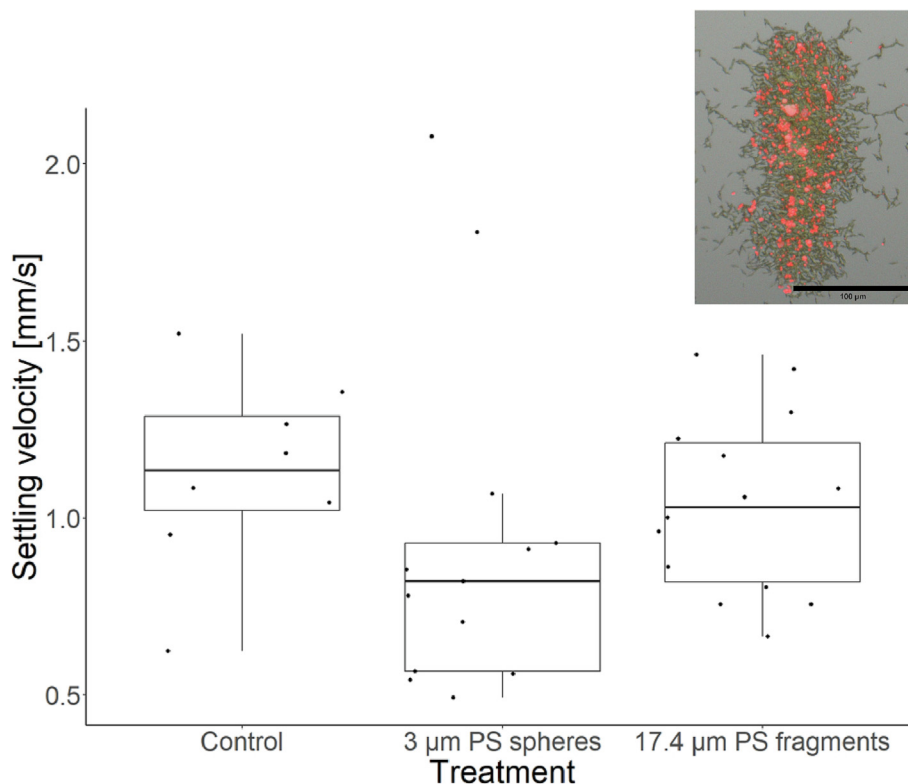 100 µm
Settling velocity [mm/s]
2.0
1.5
1.0
0.5
Control
3 µm PS spheres
17.4 µm PS fragments
Treatment